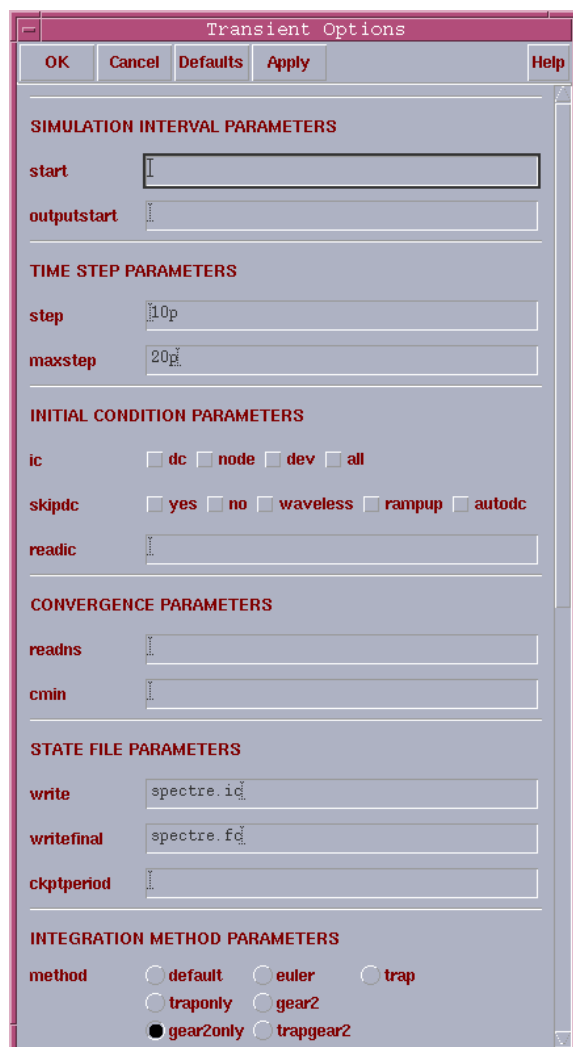 Transient Options
OK Cancel Defaults Apply Help
SIMULATION INTERVAL PARAMETERS
start
outputstart
TIME STEP PARAMETERS
step 10p
maxstep 20p
INITIAL CONDITION PARAMETERS
ic dc node dev all
skipdc yes no waveless rampup autodc
readic
CONVERGENCE PARAMETERS
readns
cmin
STATE FILE PARAMETERS
write spectre.ic
writefinal spectre.fc
ckptperiod
INTEGRATION METHOD PARAMETERS
method default euler trap
traponly gear2
gear2only trapgear2